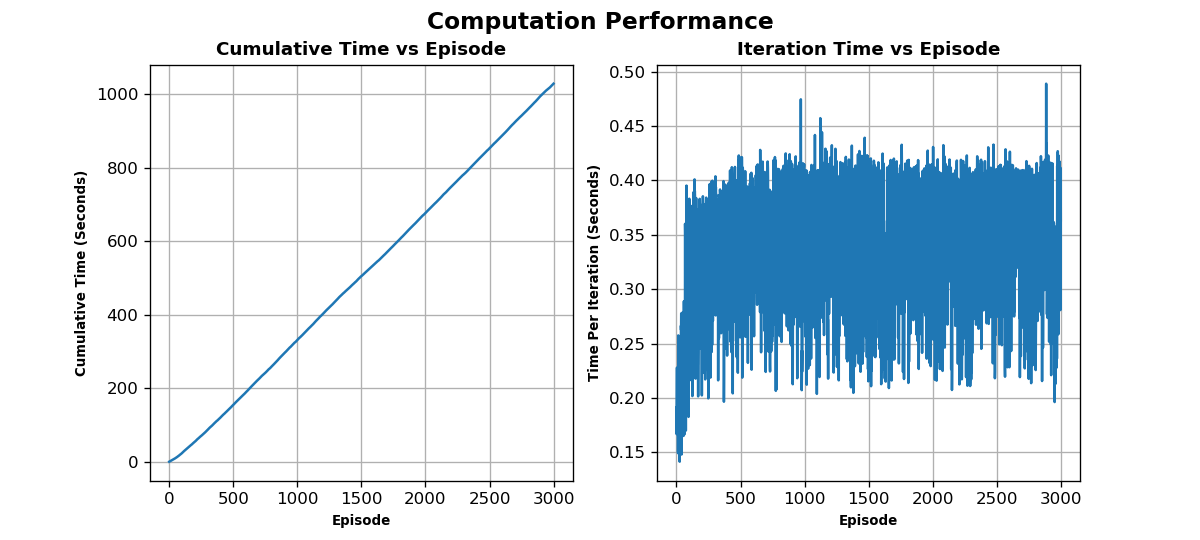 Computation Performance
Cumulative Time vs Episode
Cumulative Time (Seconds)
1000
800
600
400
200
0
0 500 1000 1500 2000 2500 3000
Episode
Iteration Time vs Episode
Time Per Iteration (Seconds)
0.50
0.45
0.40
0.35
0.30
0.25
0.20
0.15
0 500 1000 1500 2000 2500 3000
Episode